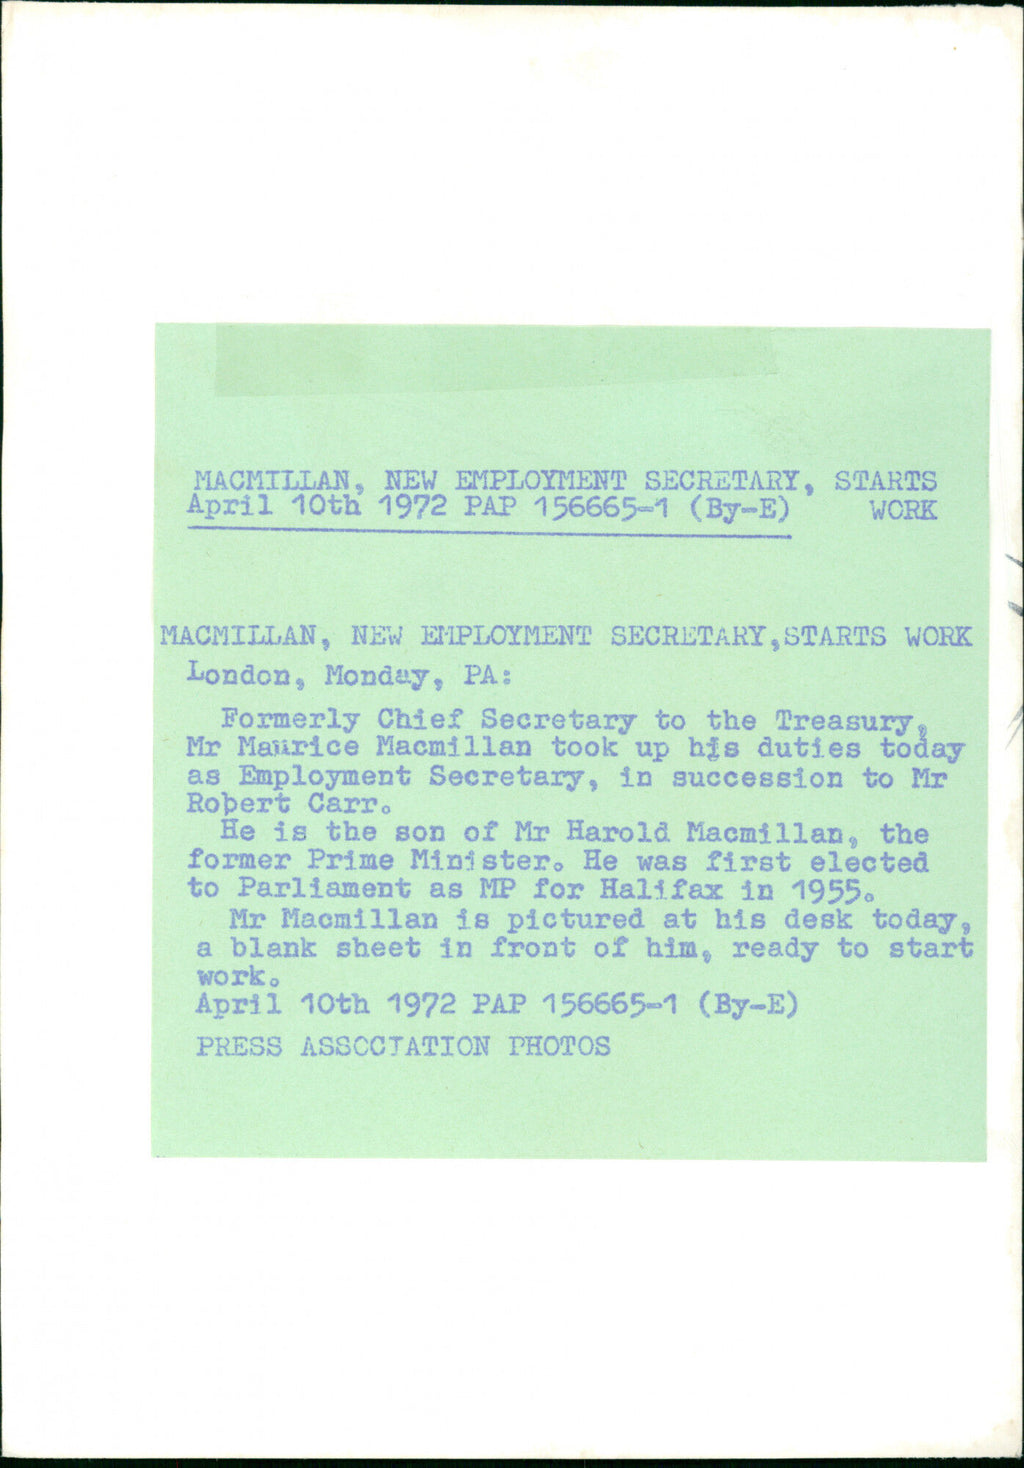 MACMILLAN, NEW EMPLOYMENT SECRETARY, STARTS
April 10th 1972 PAP 156665-1 (By-E) WORK
MACMILLAN, NEW EMPLOYMENT SECRETARY,STARTS WORK
London, Monday, PA:
Formerly Chief Secretary to the Treasury,
Mr Maurice Macmillan took up his duties today
as Employment Secretary, in succession to Mr
Robert Carr.
He is the son of Mr Harold Macmillan, the
former Prime Minister. He was first elected
to Parliament as MP for Halifax in 1955.
Mr Macmillan is pictured at his desk today,
a blank sheet in front of him, ready to start
work.
April 10th 1972 PAP 156665-1 (By-E)
PRESS ASSOCIATION PHOTOS